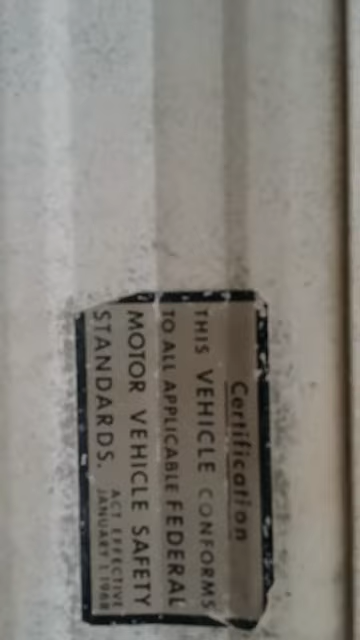 Certification
THIS VEHICLE CONFORMS
TO ALL APPLICABLE FEDERAL
MOTOR VEHICLE SAFETY
STANDARDS. ACT EFFECTIVE
JANUARY 1, 1968